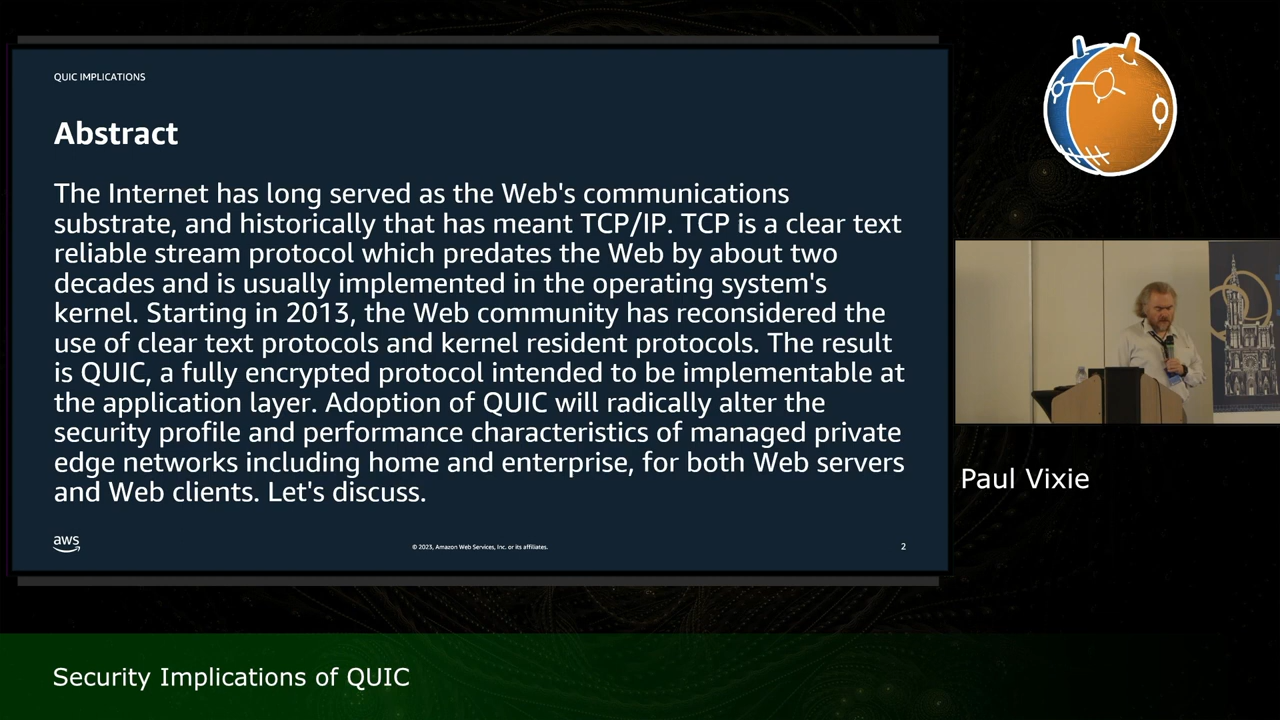 QUIC IMPLICATIONS
Abstract
The Internet has long served as the Web's communications
substrate, and historically that has meant TCP/IP. TCP is a clear text
reliable stream protocol which predates the Web by about two
decades and is usually implemented in the operating system's
kernel. Starting in 2013, the Web community has reconsidered the
use of clear text protocols and kernel resident protocols. The result
is QUIC, a fully encrypted protocol intended to be implementable at
the application layer. Adoption of QUIC will radically alter the
security profile and performance characteristics of managed private
edge networks including home and enterprise, for both Web servers
and Web clients. Let's discuss.
aws
© 2023, Amazon Web Services, Inc. or its affiliates.
2
Paul Vixie
Security Implications of QUIC